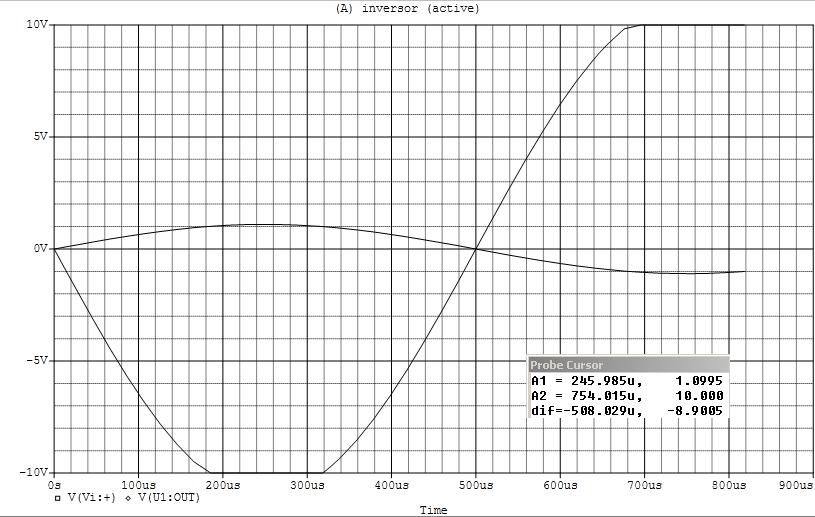 (A) inversor (active)
10V
5V
0V
-5V
-10V
Probe Cursor
A1 = 245.985u, 1.0995
A2 = 754.015u, 10.000
dif=-508.029u, -8.9005
0s 100us 200us 300us 400us 500us 600us 700us 800us 900us
V(Vi:+) V(U1:OUT)
Time